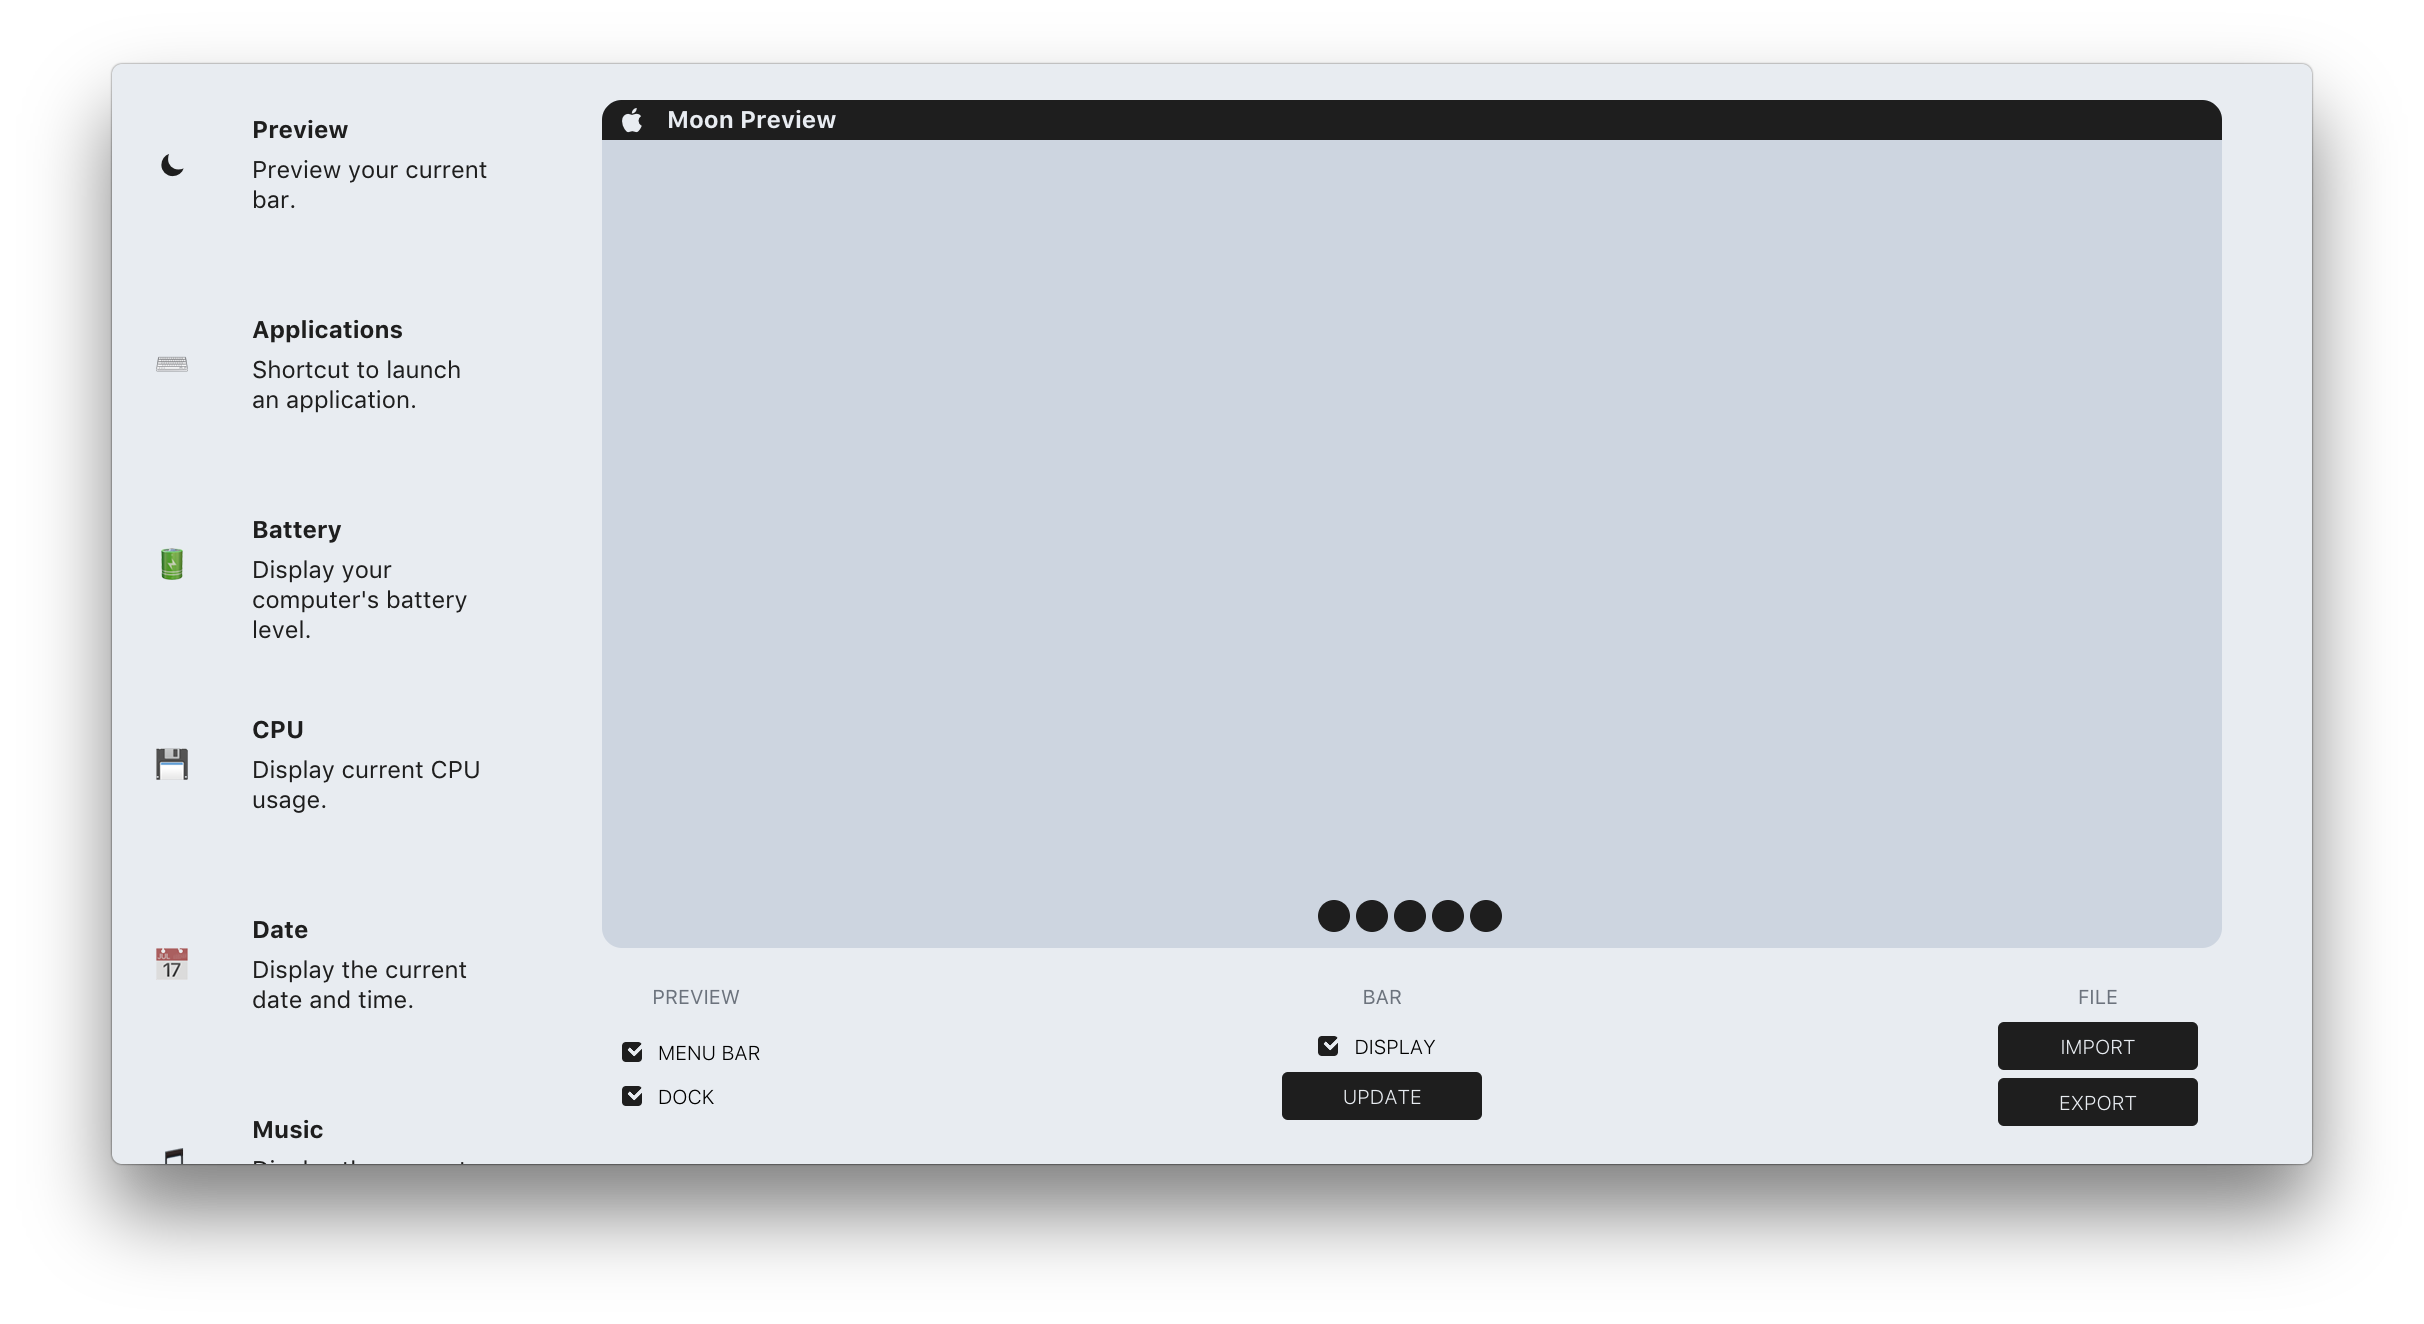 Preview
Preview your current
bar.
Applications
Shortcut to launch
an application.
Battery
Display your
computer's battery
level.
CPU
Display current CPU
usage.
JUL
17
Date
Display the current
date and time.
Music
Moon Preview
PREVIEW
MENU BAR
DOCK
BAR
DISPLAY
UPDATE
FILE
IMPORT
EXPORT